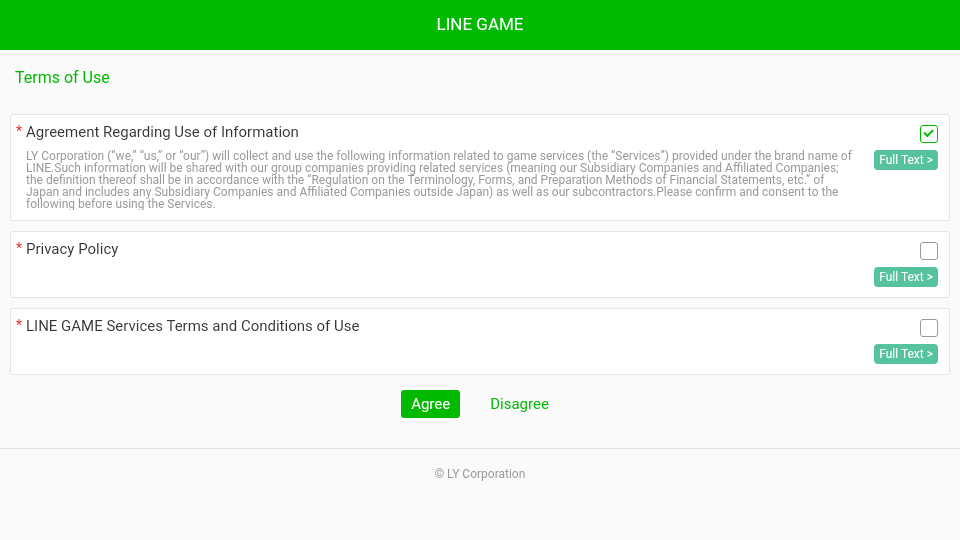 LINE GAME
Terms of Use
* Agreement Regarding Use of Information
LY Corporation (“we,” “us,” or “our”) will collect and use the following information related to game services (the “Services”) provided under the brand name of
LINE.Such information will be shared with our group companies providing related services (meaning our Subsidiary Companies and Affiliated Companies;
the definition thereof shall be in accordance with the “Regulation on the Terminology, Forms, and Preparation Methods of Financial Statements, etc.” of
Japan and includes any Subsidiary Companies and Affiliated Companies outside Japan) as well as our subcontractors.Please confirm and consent to the
following before using the Services.
Full Text >
* Privacy Policy
Full Text >
* LINE GAME Services Terms and Conditions of Use
Full Text >
Agree Disagree
© LY Corporation